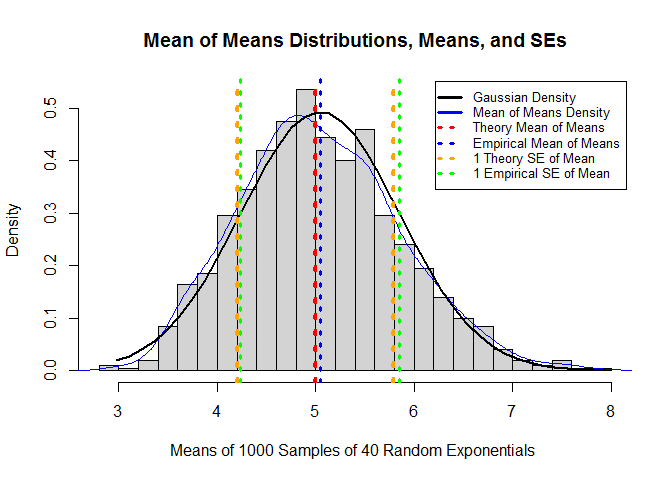 Mean of Means Distributions, Means, and SEs
Gaussian Density
Mean of Means Density
Theory Mean of Means
Empirical Mean of Means
1 Theory SE of Mean
1 Empirical SE of Mean
Density
0.5
0.4
0.3
0.2
0.1
0.0
3 4 5 6 7 8
Means of 1000 Samples of 40 Random Exponentials